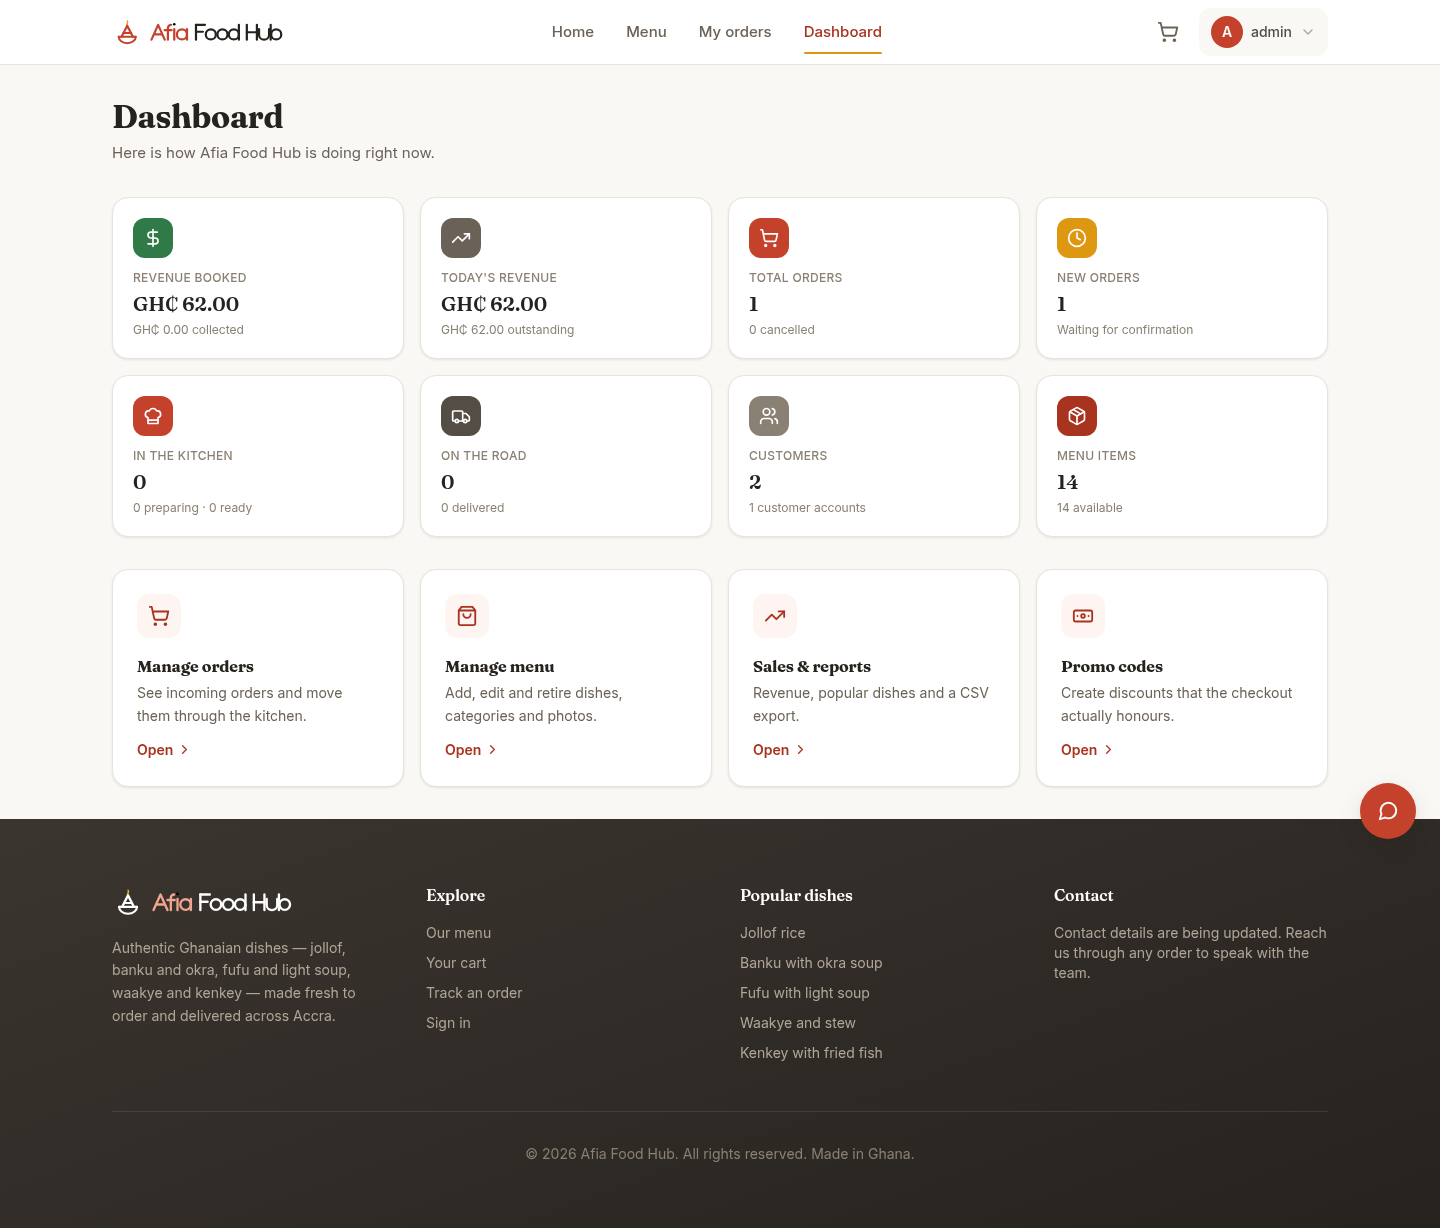 Afia Food Hub
Home
Menu
My orders
Dashboard
A
admin
Dashboard
Here is how Afia Food Hub is doing right now.
REVENUE BOOKED
GH₵ 62.00
GH₵ 0.00 collected
TODAY'S REVENUE
GH₵ 62.00
GH₵ 62.00 outstanding
TOTAL ORDERS
1
0 cancelled
NEW ORDERS
1
Waiting for confirmation
IN THE KITCHEN
0
0 preparing · 0 ready
ON THE ROAD
0
0 delivered
CUSTOMERS
2
1 customer accounts
MENU ITEMS
14
14 available
Manage orders
See incoming orders and move
them through the kitchen.
Open
Manage menu
Add, edit and retire dishes,
categories and photos.
Open
Sales & reports
Revenue, popular dishes and a CSV
export.
Open
Promo codes
Create discounts that the checkout
actually honours.
Open
Afia Food Hub
Authentic Ghanaian dishes — jollof,
banku and okra, fufu and light soup,
waakye and kenkey — made fresh to
order and delivered across Accra.
Explore
Our menu
Your cart
Track an order
Sign in
Popular dishes
Jollof rice
Banku with okra soup
Fufu with light soup
Waakye and stew
Kenkey with fried fish
Contact
Contact details are being updated. Reach
us through any order to speak with the
team.
© 2026 Afia Food Hub. All rights reserved. Made in Ghana.